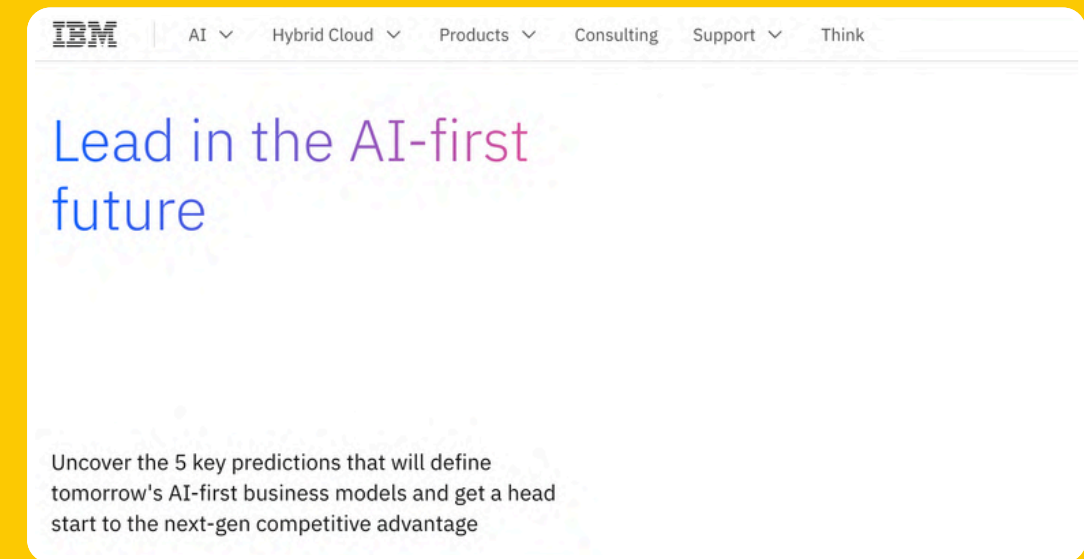 IBM AI Hybrid Cloud Products Consulting Support Think
Lead in the AI-first
future
Uncover the 5 key predictions that will define
tomorrow's AI-first business models and get a head
start to the next-gen competitive advantage